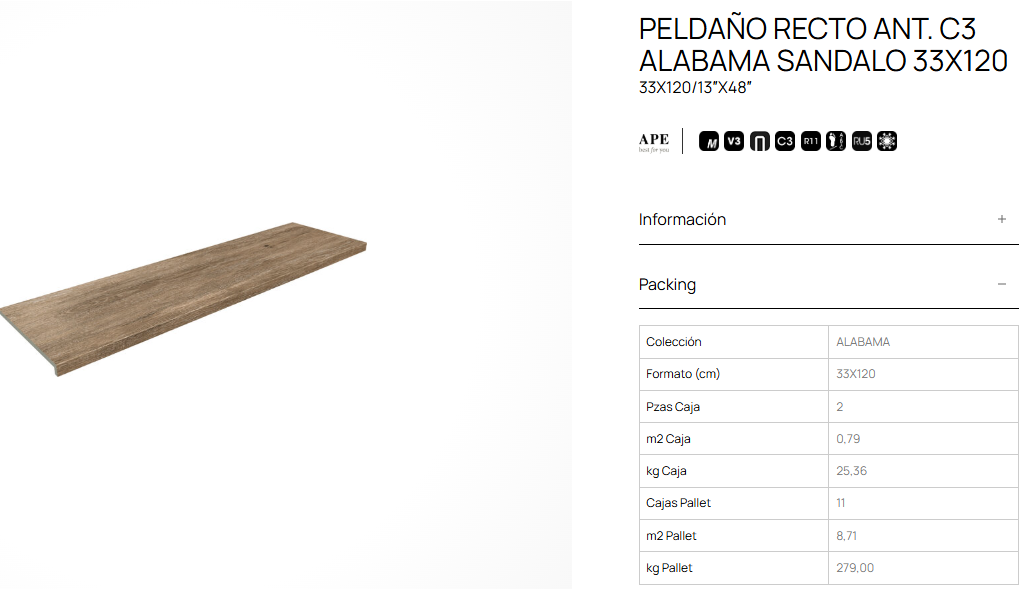 PELDAÑO RECTO ANT. C3
ALABAMA SANDALO 33X120
33X120/13″X48″
APE
best for you
M V3 C3 R11 RU5
Información +
Packing −
Colección ALABAMA
Formato (cm) 33X120
Pzas Caja 2
m2 Caja 0,79
kg Caja 25,36
Cajas Pallet 11
m2 Pallet 8,71
kg Pallet 279,00